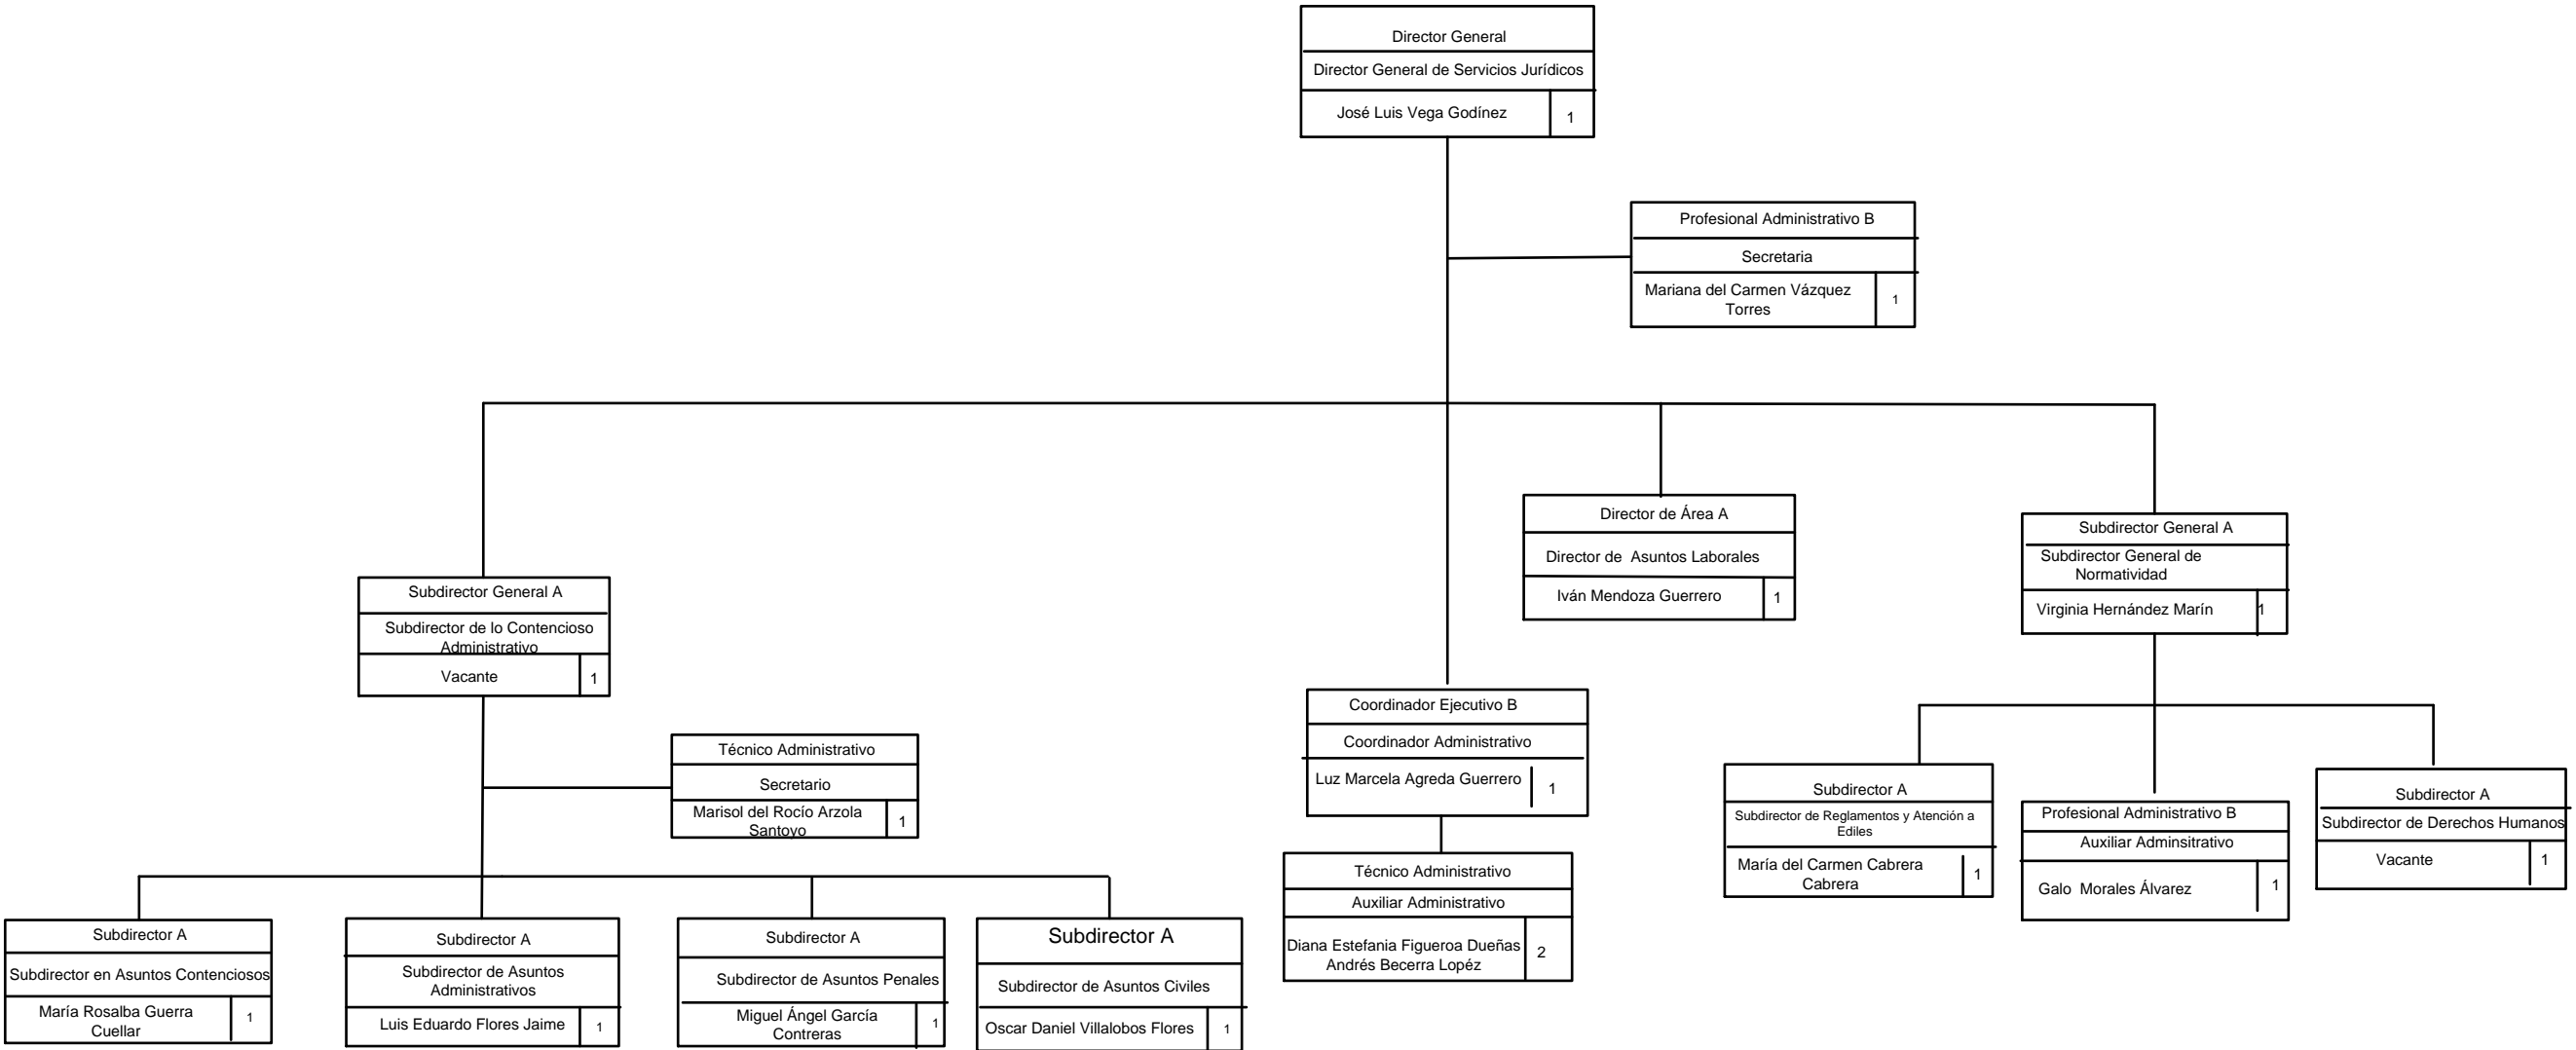 Director General
Director General de Servicios Jurídicos
José Luis Vega Godínez
1
Profesional Administrativo B
Secretaria
Mariana del Carmen Vázquez
Torres
1
Director de Área A
Director de Asuntos Laborales
Iván Mendoza Guerrero
1
Subdirector General A
Subdirector General de
Normatividad
Virginia Hernández Marín
1
Subdirector General A
Subdirector de lo Contencioso
Administrativo
Vacante
1
Técnico Administrativo
Secretario
Marisol del Rocío Arzola
Santoyo
1
Coordinador Ejecutivo B
Coordinador Administrativo
Luz Marcela Agreda Guerrero
1
Subdirector A
Subdirector de Reglamentos y Atención a
Ediles
María del Carmen Cabrera
Cabrera
1
Profesional Administrativo B
Auxiliar Adminsitrativo
Galo Morales Álvarez
1
Subdirector A
Subdirector de Derechos Humanos
Vacante
1
Técnico Administrativo
Auxiliar Administrativo
Diana Estefania Figueroa Dueñas
Andrés Becerra Lopéz
2
Subdirector A
Subdirector en Asuntos Contenciosos
María Rosalba Guerra
Cuellar
1
Subdirector A
Subdirector de Asuntos
Administrativos
Luis Eduardo Flores Jaime
1
Subdirector A
Subdirector de Asuntos Penales
Miguel Ángel García
Contreras
1
Subdirector A
Subdirector de Asuntos Civiles
Oscar Daniel Villalobos Flores
1